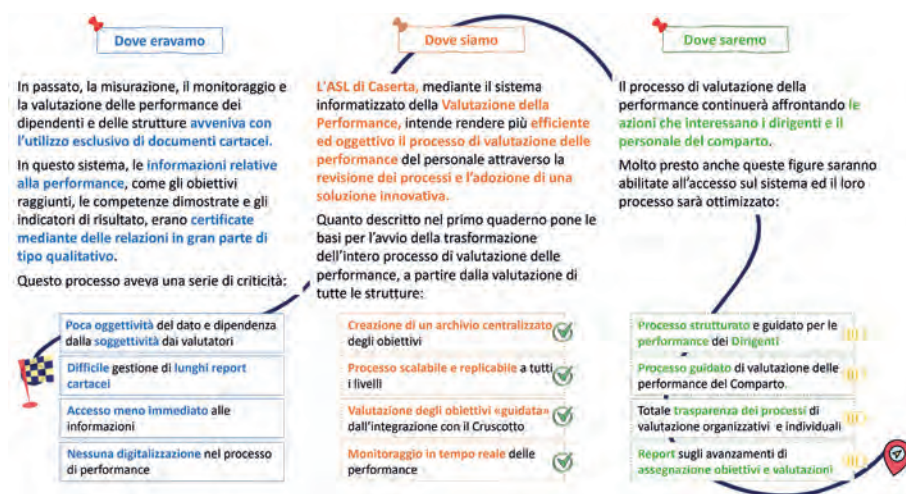 Dove eravamo
In passato, la misurazione, il monitoraggio e
la valutazione delle performance dei
dipendenti e delle strutture avveniva con
l'utilizzo esclusivo di documenti cartacei.
In questo sistema, le informazioni relative
alla performance, come gli obiettivi
raggiunti, le competenze dimostrate e gli
indicatori di risultato, erano certificate
mediante delle relazioni in gran parte di
tipo qualitativo.
Questo processo aveva una serie di criticità:
Poca oggettività del dato e dipendenza
dalla soggettività dai valutatori
Difficile gestione di lunghi report
cartacei
Accesso meno immediato alle
informazioni
Nessuna digitalizzazione nel processo
di performance
Dove siamo
L'ASL di Caserta, mediante il sistema
informatizzato della Valutazione della
Performance, intende rendere più efficiente
ed oggettivo il processo di valutazione delle
performance del personale attraverso la
revisione dei processi e l'adozione di una
soluzione innovativa.
Quanto descritto nel primo quaderno pone le
basi per l'avvio della trasformazione
dell'intero processo di valutazione delle
performance, a partire dalla valutazione di
tutte le strutture:
Creazione di un archivio centralizzato
degli obiettivi
Processo scalabile e replicabile a tutti
i livelli
Valutazione degli obiettivi «guidata»
dall'integrazione con il Cruscotto
Monitoraggio in tempo reale delle
performance
Dove saremo
Il processo di valutazione della
performance continuerà affrontando le
azioni che interessano i dirigenti e il
personale del comparto.
Molto presto anche queste figure saranno
abilitate all'accesso sul sistema ed il loro
processo sarà ottimizzato:
Processo strutturato e guidato per le
performance dei Dirigenti
Processo guidato di valutazione delle
performance del Comparto.
Totale trasparenza dei processi di
valutazione organizzativi e individuali
Report sugli avanzamenti di
assegnazione obiettivi e valutazioni